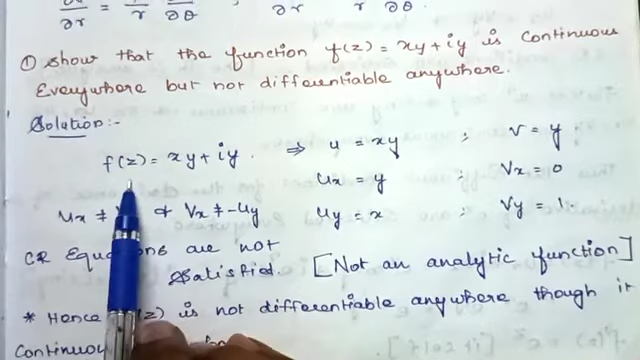 ∂r = r ∂θ ∂r r ∂θ.
① Show that the function f(z) = xy + iy is continuous
Everywhere but not differentiable anywhere.
Solution:-
f(z) = xy + iy. ⇒ u = xy ; v = y
ux = y ; vx = 0
ux ≠ & vx ≠ -uy uy = x ; vy = 1.
CR Equations are not
Satisfied. [Not an analytic function]
* Hence (z) is not differentiable anywhere though it
Continuous